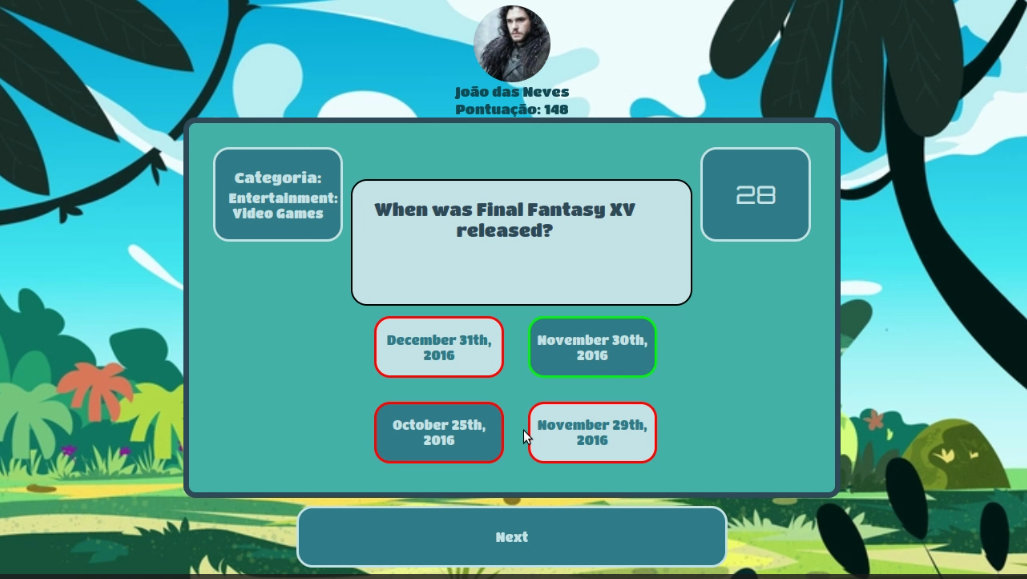 João das Neves
Pontuação: 148
Categoria:
Entertainment:
Video Games
28
When was Final Fantasy XV
released?
December 31th,
2016
November 30th,
2016
October 25th,
2016
November 29th,
2016
Next